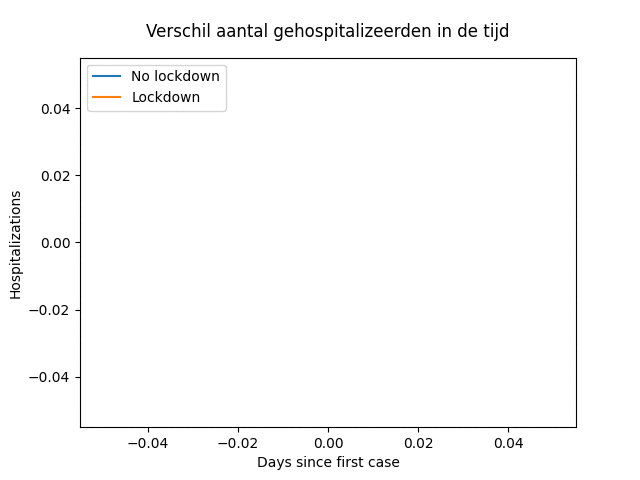 Verschil aantal gehospitalizeerden in de tijd
No lockdown
Lockdown
0.04
0.02
0.00
−0.02
−0.04
Hospitalizations
−0.04 −0.02 0.00 0.02 0.04
Days since first case